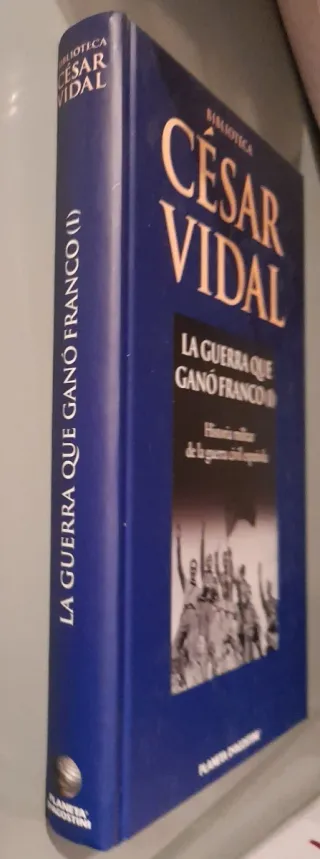 BIBLIOTECA
CÉSAR
VIDAL
LA GUERRA QUE GANÓ FRANCO (I)
PLANETA
DeAGOSTINI
BIBLIOTECA
CÉSAR
VIDAL
LA GUERRA QUE
GANÓ FRANCO (I)
Historia militar
de la guerra civil española
PLANETA DeAGOSTINI